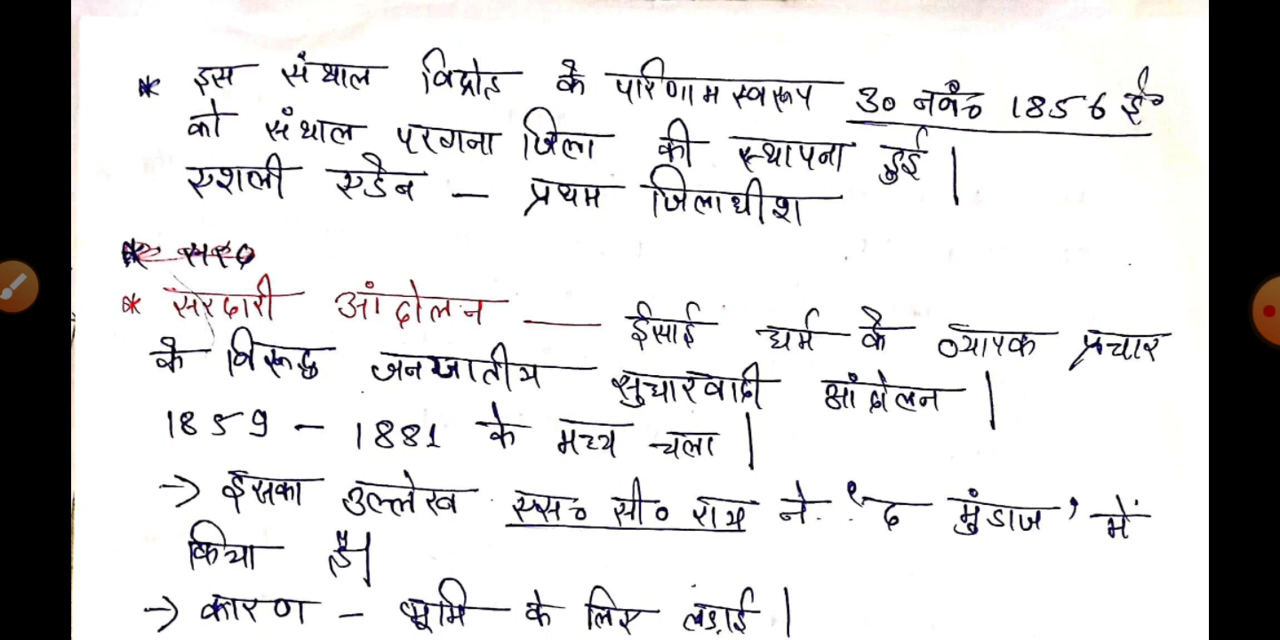 * इस संथाल विद्रोह के परिणामस्वरूप 30 नवं० 1856 ई०
को संथाल परगना जिला की स्थापना हुई |
एशली एडेन — प्रथम जिलाधीश
* सरद
* सरदारी आंदोलन — ईसाई धर्म के व्यापक प्रचार
के विरूद्ध जनजातीय सुधारवादी आंदोलन |
1859 - 1881 के मध्य चला |
-> इसका उल्लेख एस० सी० राय ने 'द मुंडाज' में
किया है|
-> कारण - भूमि के लिए लड़ाई |